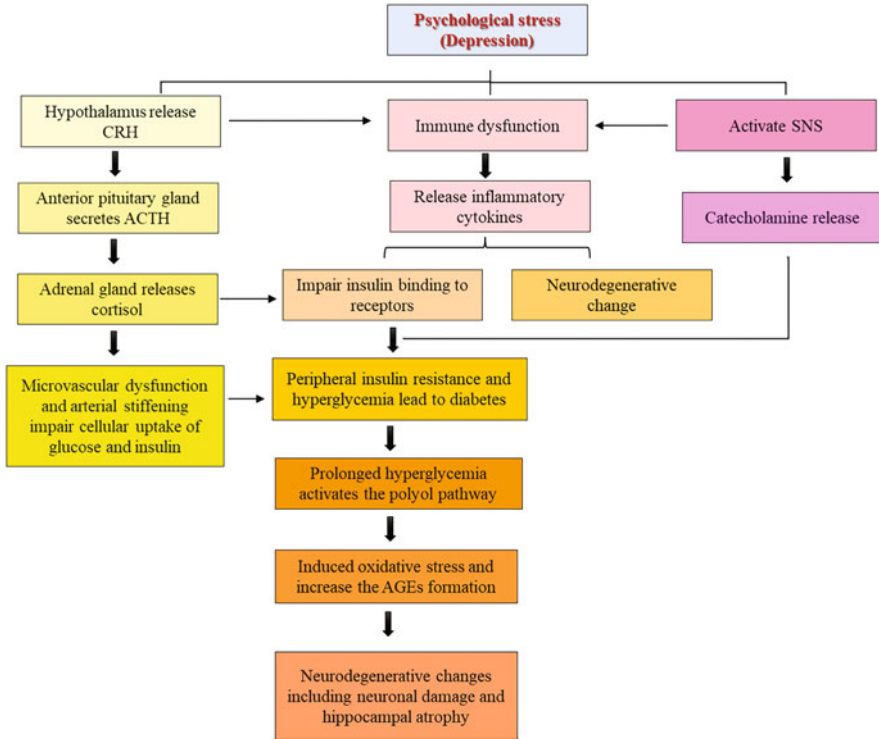 Psychological stress
(Depression)
Hypothalamus release
CRH
Immune dysfunction
Activate SNS
Anterior pituitary gland
secretes ACTH
Release inflammatory
cytokines
Catecholamine release
Adrenal gland releases
cortisol
Impair insulin binding to
receptors
Neurodegenerative
change
Microvascular dysfunction
and arterial stiffening
impair cellular uptake of
glucose and insulin
Peripheral insulin resistance and
hyperglycemia lead to diabetes
Prolonged hyperglycemia
activates the polyol pathway
Induced oxidative stress and
increase the AGEs formation
Neurodegenerative changes
including neuronal damage and
hippocampal atrophy